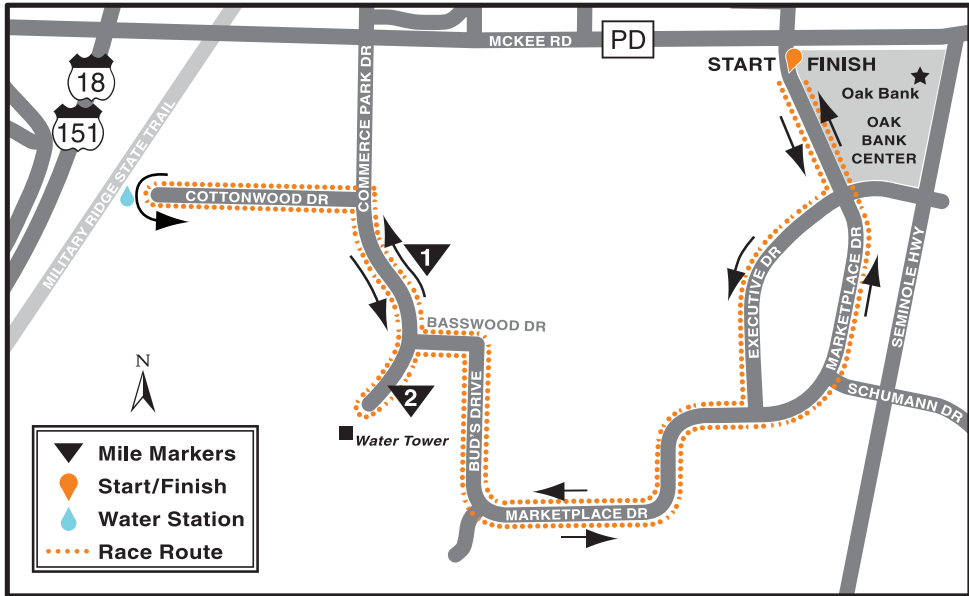 MCKEE RD
PD
START
FINISH
Oak Bank
OAK
BANK
CENTER
18
151
MILITARY RIDGE STATE TRAIL
COMMERCE PARK DR
COTTONWOOD DR
1
BASSWOOD DR
2
Water Tower
BUD'S DRIVE
MARKETPLACE DR
EXECUTIVE DR
MARKETPLACE DR
SEMINOLE HWY
SCHUMANN DR
N
Mile Markers
Start/Finish
Water Station
Race Route